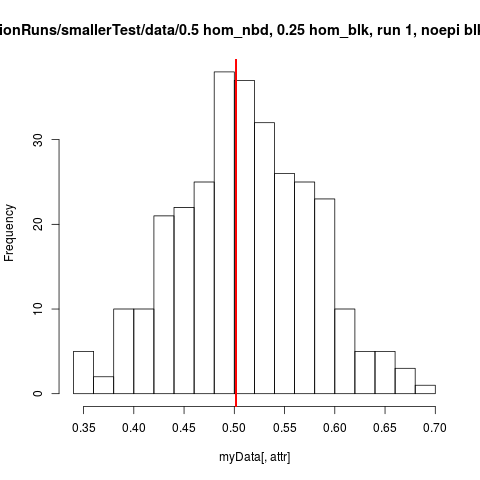 ionRuns/smallerTest/data/0.5 hom_nbd, 0.25 hom_blk, run 1, noepi blk
Frequency
30
20
10
0
0.35 0.40 0.45 0.50 0.55 0.60 0.65 0.70
myData[, attr]